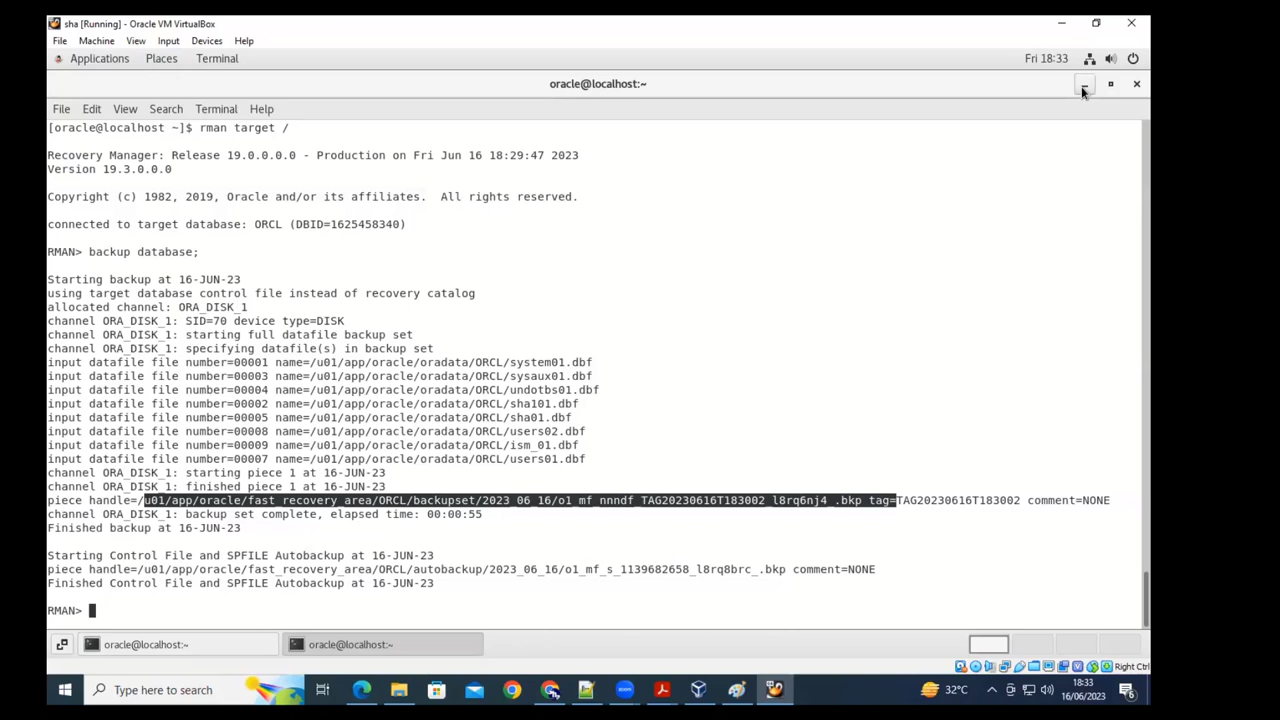 sha [Running] - Oracle VM VirtualBox
File Machine View Input Devices Help
Applications Places Terminal Fri 18:33
oracle@localhost:~
File Edit View Search Terminal Help
[oracle@localhost ~]$ rman target /
Recovery Manager: Release 19.0.0.0.0 - Production on Fri Jun 16 18:29:47 2023
Version 19.3.0.0.0
Copyright (c) 1982, 2019, Oracle and/or its affiliates.  All rights reserved.
connected to target database: ORCL (DBID=1625458340)
RMAN> backup database;
Starting backup at 16-JUN-23
using target database control file instead of recovery catalog
allocated channel: ORA_DISK_1
channel ORA_DISK_1: SID=70 device type=DISK
channel ORA_DISK_1: starting full datafile backup set
channel ORA_DISK_1: specifying datafile(s) in backup set
input datafile file number=00001 name=/u01/app/oracle/oradata/ORCL/system01.dbf
input datafile file number=00003 name=/u01/app/oracle/oradata/ORCL/sysaux01.dbf
input datafile file number=00004 name=/u01/app/oracle/oradata/ORCL/undotbs01.dbf
input datafile file number=00002 name=/u01/app/oracle/oradata/ORCL/sha101.dbf
input datafile file number=00005 name=/u01/app/oracle/oradata/ORCL/sha01.dbf
input datafile file number=00008 name=/u01/app/oracle/oradata/ORCL/users02.dbf
input datafile file number=00009 name=/u01/app/oracle/oradata/ORCL/ism_01.dbf
input datafile file number=00007 name=/u01/app/oracle/oradata/ORCL/users01.dbf
channel ORA_DISK_1: starting piece 1 at 16-JUN-23
channel ORA_DISK_1: finished piece 1 at 16-JUN-23
piece handle=/u01/app/oracle/fast_recovery_area/ORCL/backupset/2023_06_16/o1_mf_nnndf_TAG20230616T183002_l8rq6nj4_.bkp tag=TAG20230616T183002 comment=NONE
channel ORA_DISK_1: backup set complete, elapsed time: 00:00:55
Finished backup at 16-JUN-23
Starting Control File and SPFILE Autobackup at 16-JUN-23
piece handle=/u01/app/oracle/fast_recovery_area/ORCL/autobackup/2023_06_16/o1_mf_s_1139682658_l8rq8brc_.bkp comment=NONE
Finished Control File and SPFILE Autobackup at 16-JUN-23
RMAN>
oracle@localhost:~ oracle@localhost:~
Right Ctrl
Type here to search 32°C 18:33
16/06/2023 6